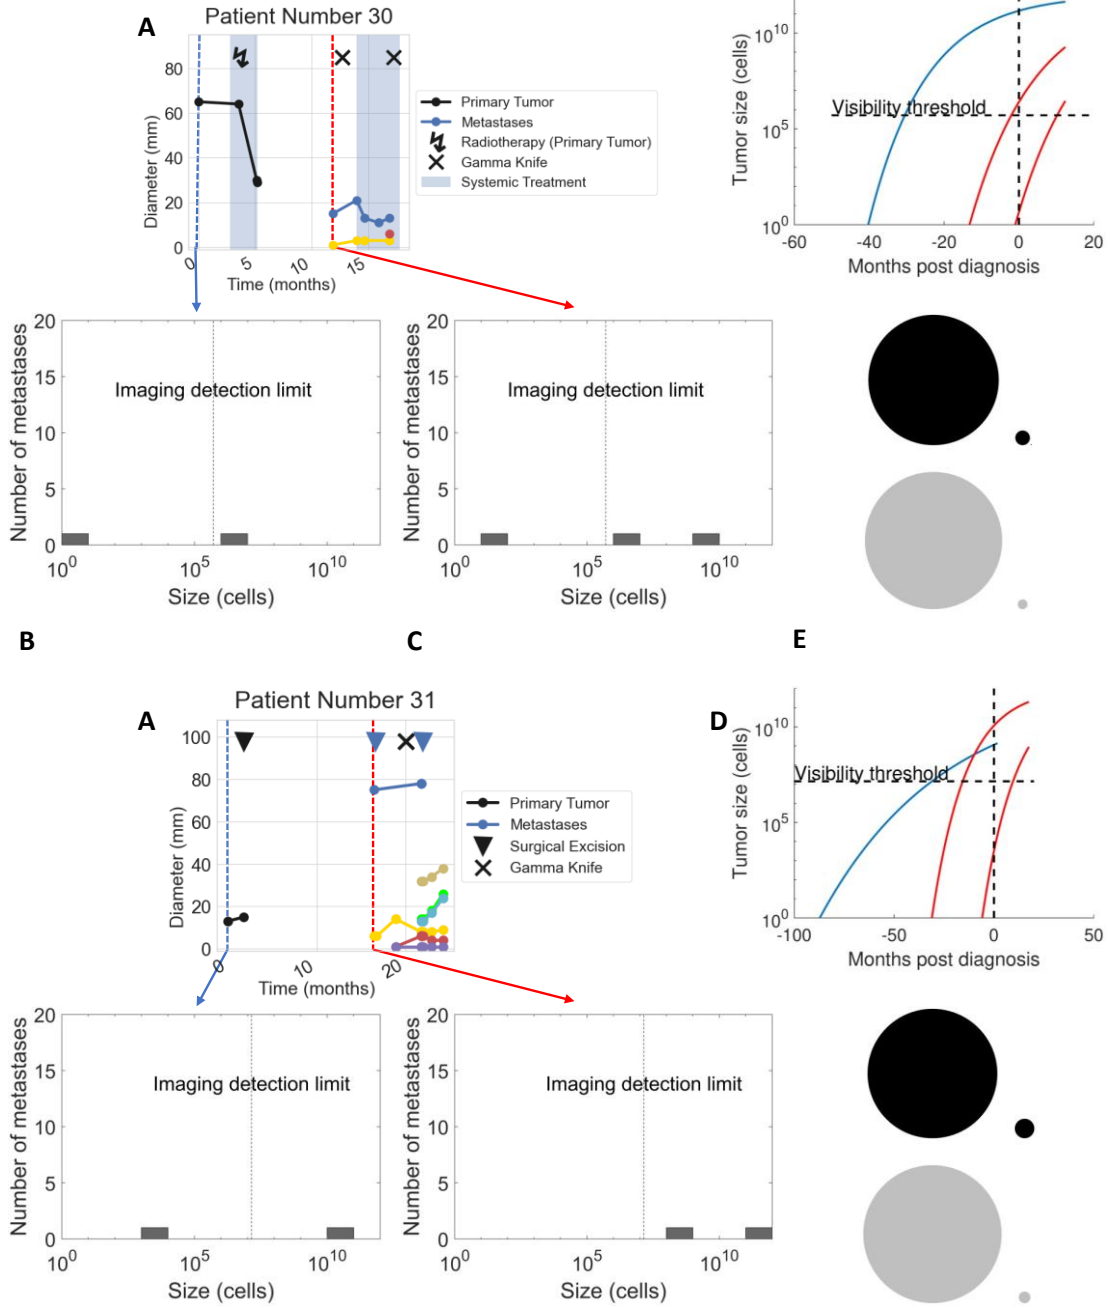 A
Patient Number 30
Diameter (mm)
80
60
40
20
0
0
5
10
15
Time (months)
Primary Tumor
Metastases
Radiotherapy (Primary Tumor)
Gamma Knife
Systemic Treatment
Tumor size (cells)
10^10
10^5
10^0
Visibility threshold
-60 -40 -20 0 20
Months post diagnosis
Number of metastases
20
15
10
5
0
Imaging detection limit
10^0 10^5 10^10
Size (cells)
Number of metastases
20
15
10
5
0
Imaging detection limit
10^0 10^5 10^10
Size (cells)
B
C
E
A
Patient Number 31
Diameter (mm)
100
80
60
40
20
0
0
10
20
Time (months)
Primary Tumor
Metastases
Surgical Excision
Gamma Knife
D
Tumor size (cells)
10^10
10^5
10^0
Visibility threshold
-100 -50 0 50
Months post diagnosis
Number of metastases
20
15
10
5
0
Imaging detection limit
10^0 10^5 10^10
Size (cells)
Number of metastases
20
15
10
5
0
Imaging detection limit
10^0 10^5 10^10
Size (cells)